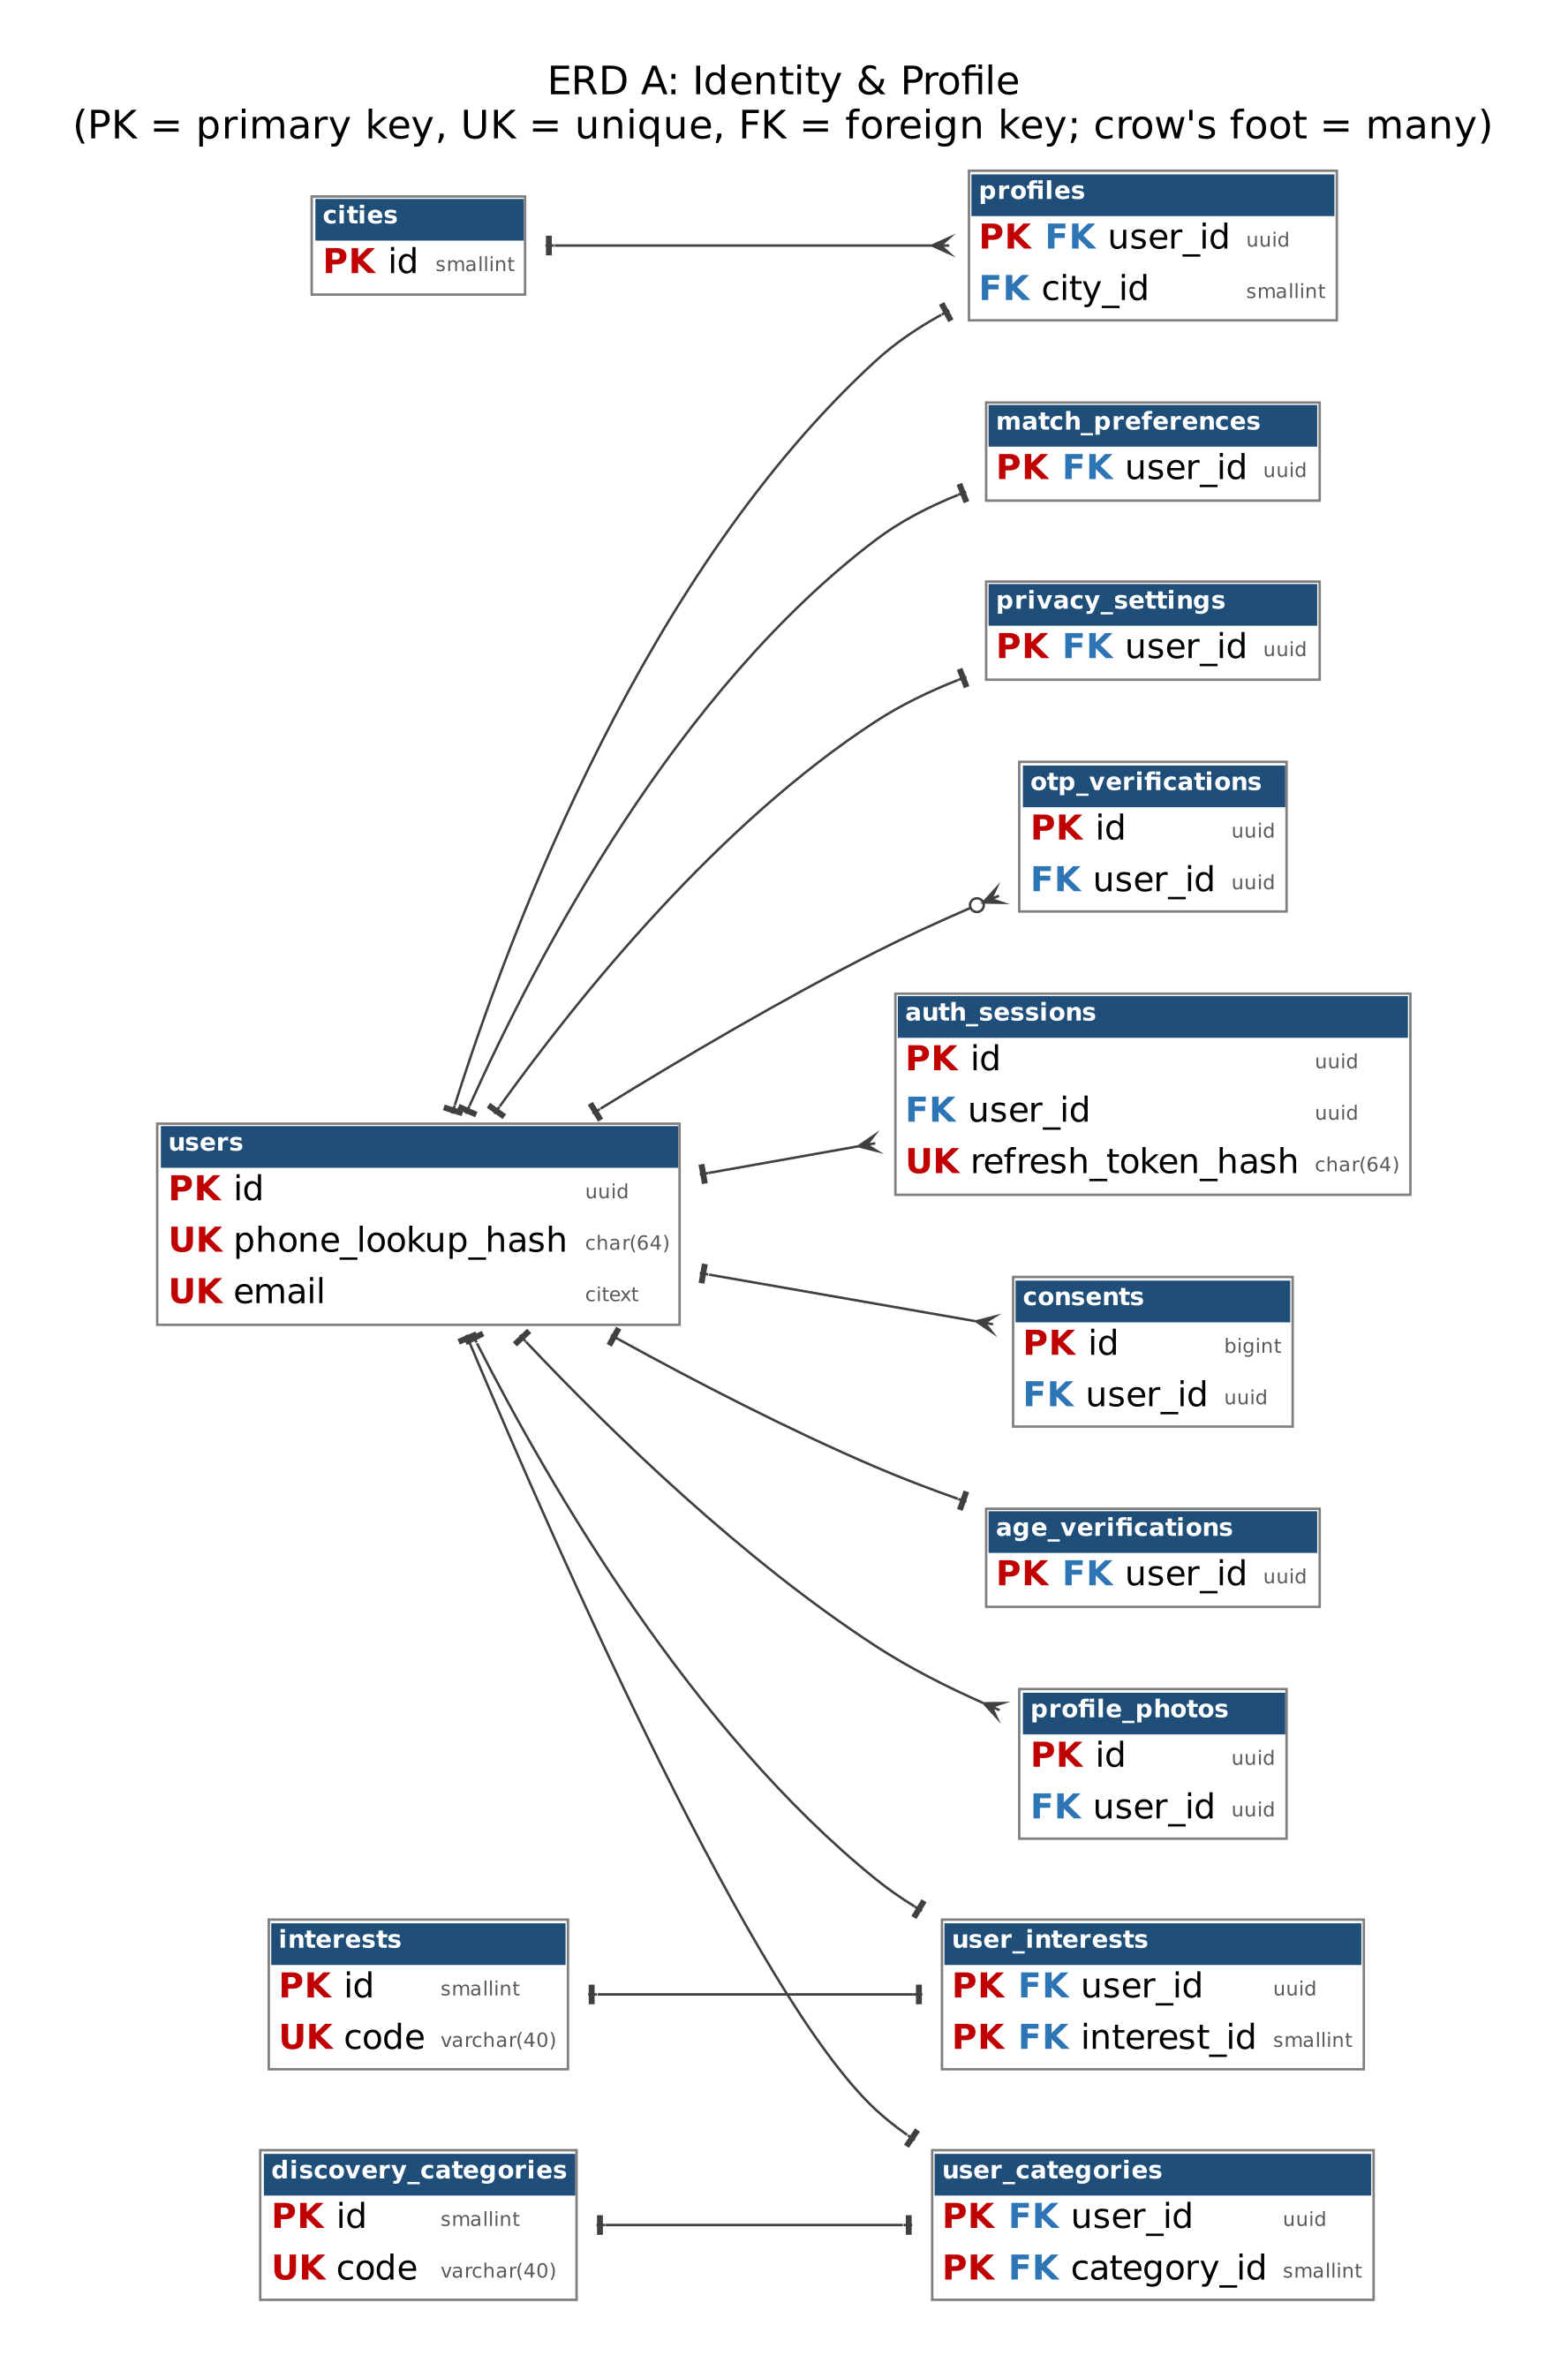 ERD A: Identity & Profile
(PK = primary key, UK = unique, FK = foreign key; crow's foot = many)
cities
PK id smallint
profiles
PK FK user_id uuid
FK city_id smallint
match_preferences
PK FK user_id uuid
privacy_settings
PK FK user_id uuid
otp_verifications
PK id uuid
FK user_id uuid
auth_sessions
PK id uuid
FK user_id uuid
UK refresh_token_hash char(64)
users
PK id uuid
UK phone_lookup_hash char(64)
UK email citext
consents
PK id bigint
FK user_id uuid
age_verifications
PK FK user_id uuid
profile_photos
PK id uuid
FK user_id uuid
interests
PK id smallint
UK code varchar(40)
user_interests
PK FK user_id uuid
PK FK interest_id smallint
discovery_categories
PK id smallint
UK code varchar(40)
user_categories
PK FK user_id uuid
PK FK category_id smallint